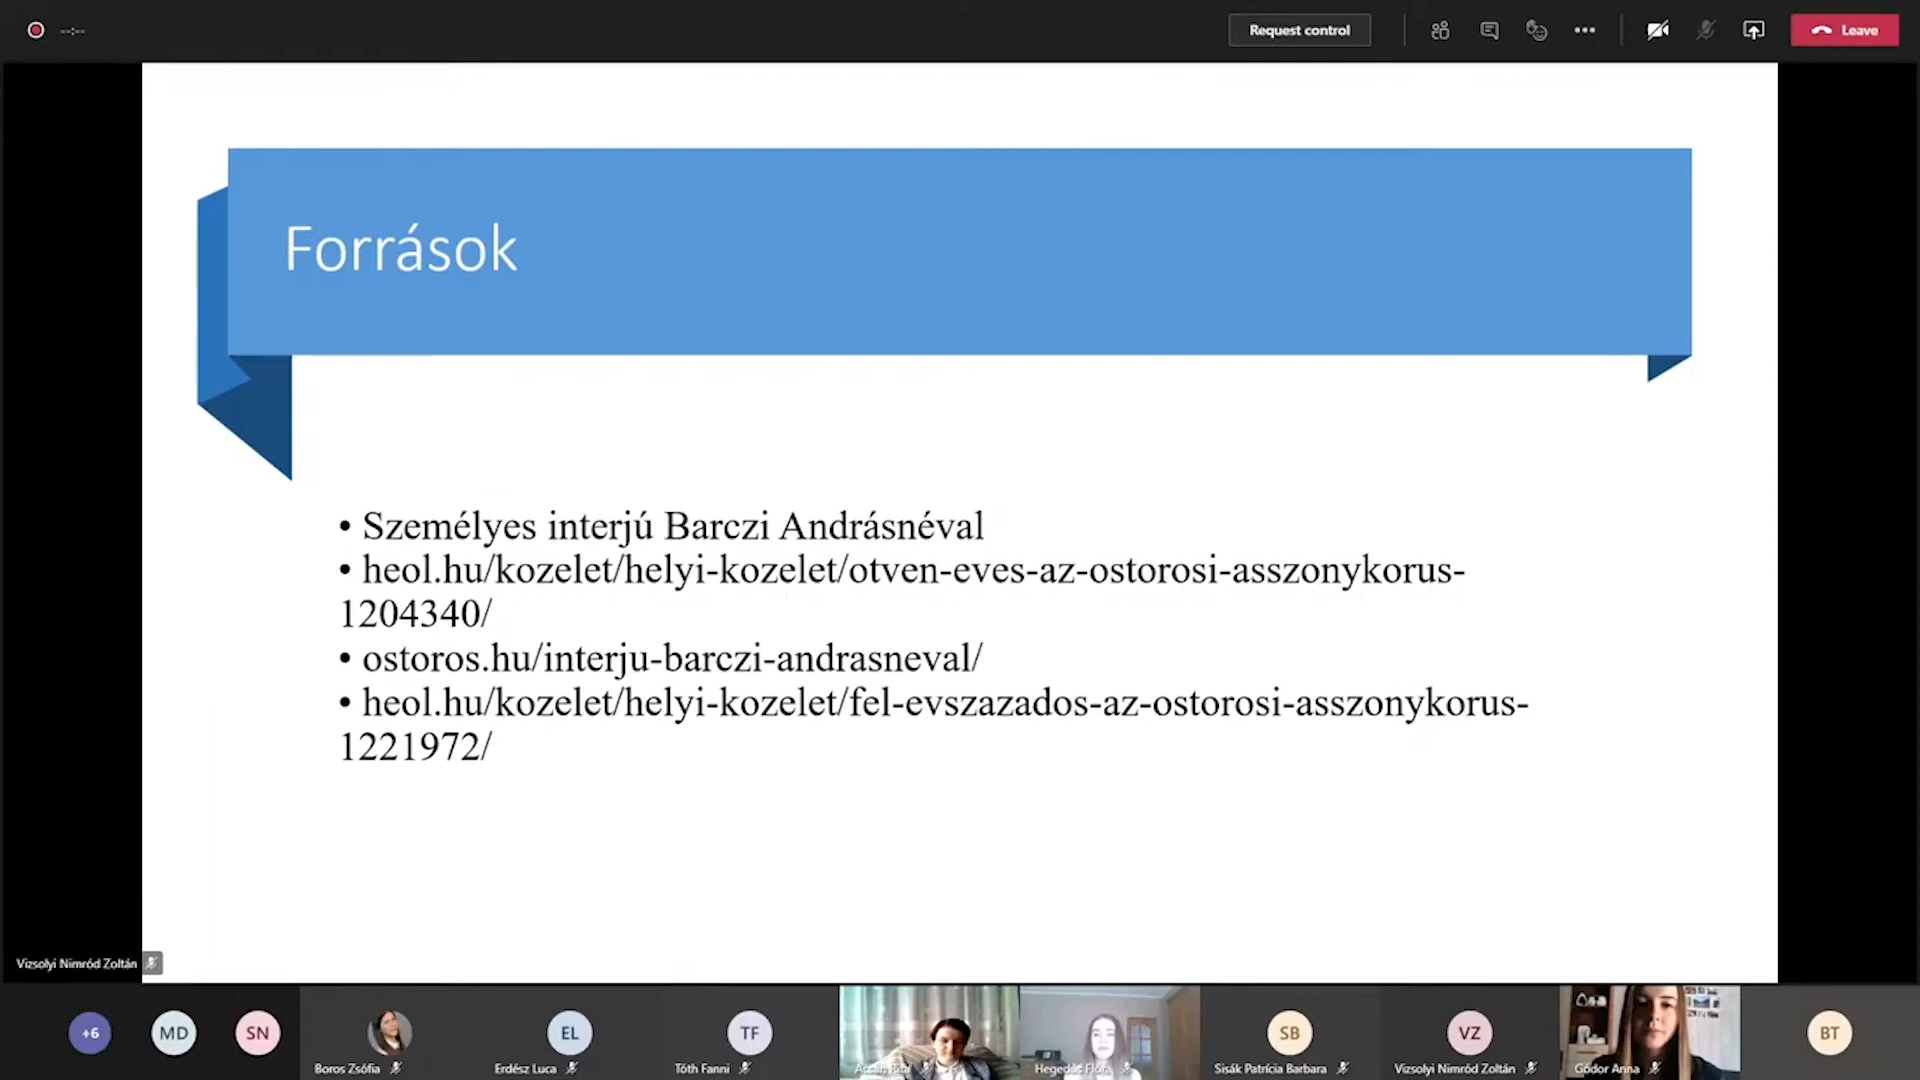 --:--
Request control
Leave
Források
• Személyes interjú Barczi Andrásnéval
• heol.hu/kozelet/helyi-kozelet/otven-eves-az-ostorosi-asszonykorus-
1204340/
• ostoros.hu/interju-barczi-andrasneval/
• heol.hu/kozelet/helyi-kozelet/fel-evszazados-az-ostorosi-asszonykorus-
1221972/
Vizsolyi Nimród Zoltán
+6
MD
SN
Boros Zsófia
EL
Erdész Luca
TF
Tóth Fanni
Hegedűs Flóra
SB
Sisák Patrícia Barbara
VZ
Vizsolyi Nimród Zoltán
Gódor Anna
BT